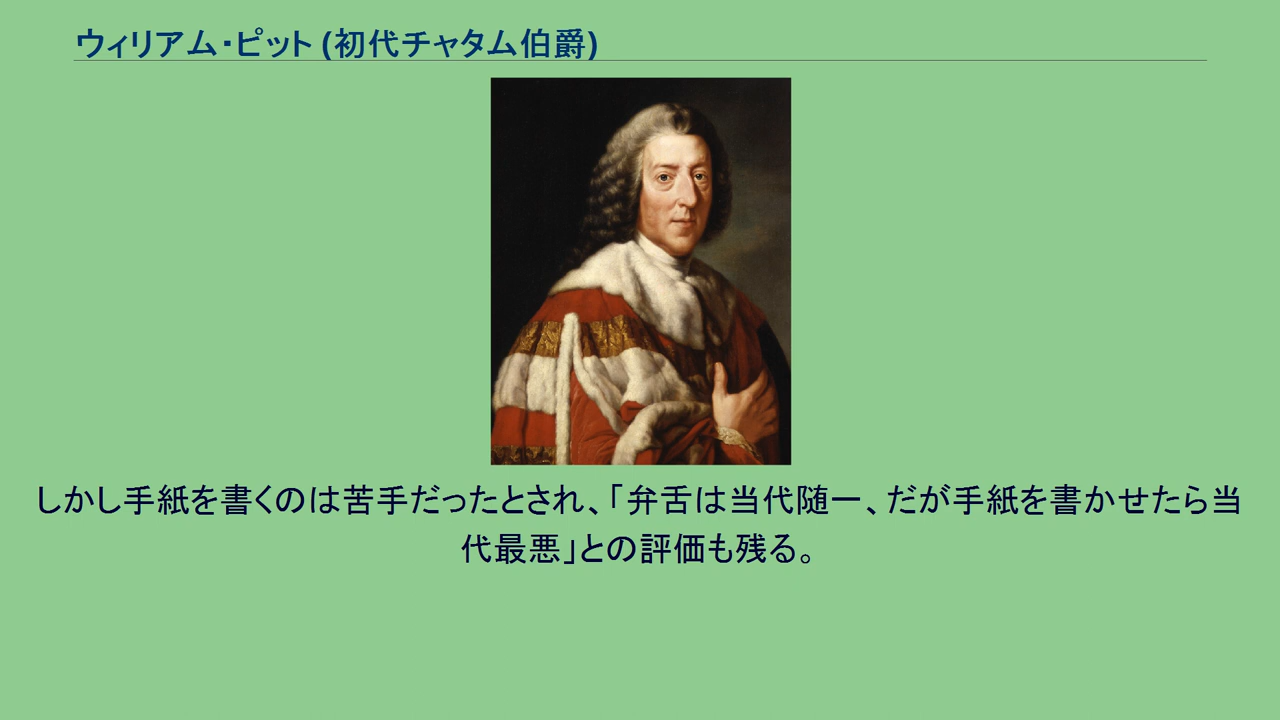 ウィリアム・ピット (初代チャタム伯爵)
しかし手紙を書くのは苦手だったとされ、「弁舌は当代随一、だが手紙を書かせたら当
代最悪」との評価も残る。